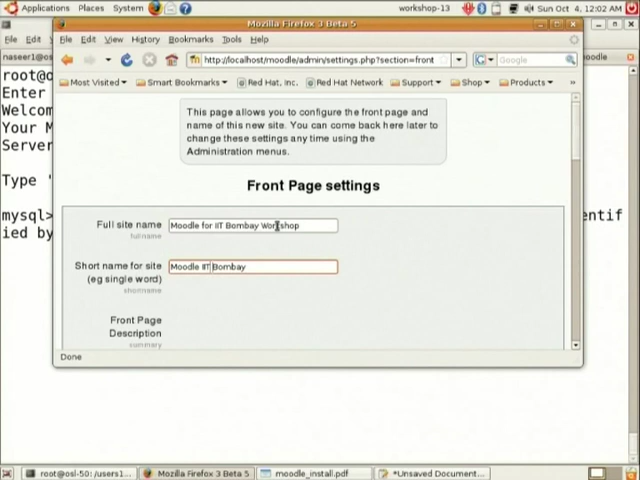 Applications Places System workshop-13 Sun Oct 4, 12:02 AM
Mozilla Firefox 3 Beta 5
File Edit View History Bookmarks Tools Help
File Edit
naseer1
http://localhost/moodle/admin/settings.php?section=front
Google
oodle
Most Visited Smart Bookmarks Red Hat, Inc. Red Hat Network Support Shop Products »
root@o
Enter
Welcom
Your M
Server
Type '
mysql>
ied by
entif
This page allows you to configure the front page and
name of this new site. You can come back here later to
change these settings any time using the
Administration menus.
Front Page settings
Full site name
fullname
Moodle for IIT Bombay Workshop
Short name for site
(eg single word)
shortname
Moodle IIT Bombay
Front Page
Description
summary
Done
root@osl-50: /users1... Mozilla Firefox 3 Beta 5 moodle_install.pdf *Unsaved Document...